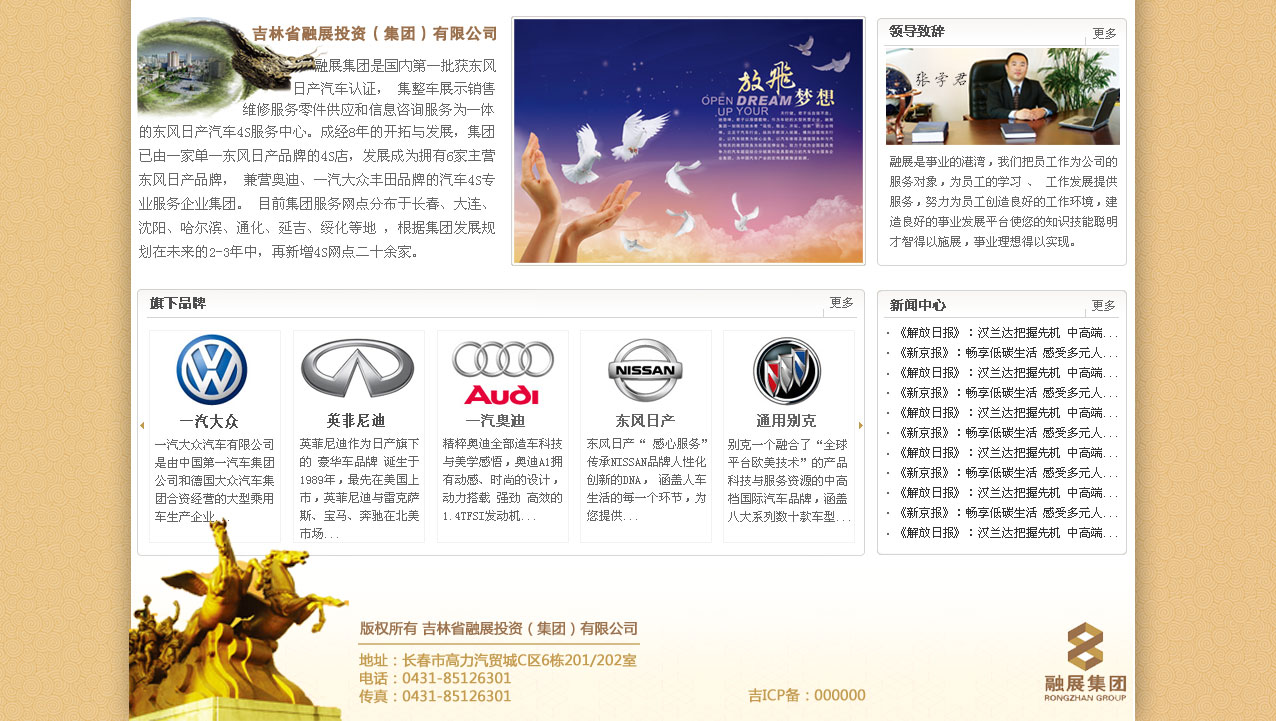 吉林省融展投资（集团）有限公司
融展集团是国内第一批获东风
日产汽车认证， 集整车展示销售
维修服务零件供应和信息咨询服务为一体
的东风日产汽车4S服务中心。
已由一家单一东风日产品牌的4S店，
东风日产品牌， 兼营奥迪、一汽大众丰田品牌的汽车4S专
业服务企业集团。 目前集团服务网点分布于长春、大连、
沈阳、哈尔滨、通化、延吉、绥化等地 ，根据集团发展规
划在未来的2-3年中，再新增4S网点二十余家。
放飛梦想
OPEN DREAM
UP YOUR
领导致辞
更多
张学君
融展是事业的港湾，我们把员工作为公司的
服务对象，为员工的学习 、 工作发展提供
服务，努力为员工创造良好的工作环境，建
造良好的事业发展平台使您的知识技能聪明
才智得以施展，事业理想得以实现。
旗下品牌
更多
一汽大众
一汽大众汽车有限公司
是由中国第一汽车集团
公司和德国大众汽车集
团合资经营的大型乘用
车生产企业...
英菲尼迪
英菲尼迪作为日产旗下
的 豪华车品牌 诞生于
1989年，最先在美国上
市，英菲尼迪与雷克萨
斯、宝马、奔驰在北美
市场...
Audi
一汽奥迪
精粹奥迪全部造车科技
与美学感悟，奥迪A1拥
有动感、时尚的设计，
动力搭载 强劲 高效的
1.4TFSI发动机...
NISSAN
东风日产
东风日产“ 感心服务”
传承NISSAN品牌人性化
创新的DNA， 涵盖人车
生活的每一个环节，为
您提供...
通用别克
别克一个融合了“全球
平台欧美技术”的产品
科技与服务资源的中高
档国际汽车品牌，涵盖
八大系列数十款车型...
新闻中心
更多
· 《解放日报》：汉兰达把握先机 中高端...
· 《新京报》：畅享低碳生活 感受多元人...
· 《解放日报》：汉兰达把握先机 中高端...
· 《新京报》：畅享低碳生活 感受多元人...
· 《解放日报》：汉兰达把握先机 中高端...
· 《新京报》：畅享低碳生活 感受多元人...
· 《解放日报》：汉兰达把握先机 中高端...
· 《新京报》：畅享低碳生活 感受多元人...
· 《解放日报》：汉兰达把握先机 中高端...
· 《新京报》：畅享低碳生活 感受多元人...
· 《解放日报》：汉兰达把握先机 中高端...
版权所有 吉林省融展投资（集团）有限公司
地址：长春市高力汽贸城C区6栋201/202室
电话：0431-85126301
传真：0431-85126301
吉ICP备：000000
融展集团
RONGZHAN GROUP